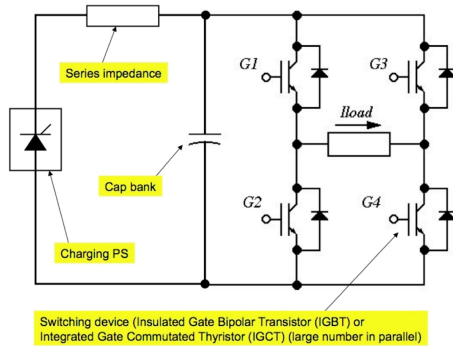 Series impedance
G1
G3
Iload
Cap bank
G2
G4
Charging PS
Switching device (Insulated Gate Bipolar Transistor (IGBT) or
Integrated Gate Commutated Thyristor (IGCT) (large number in parallel)